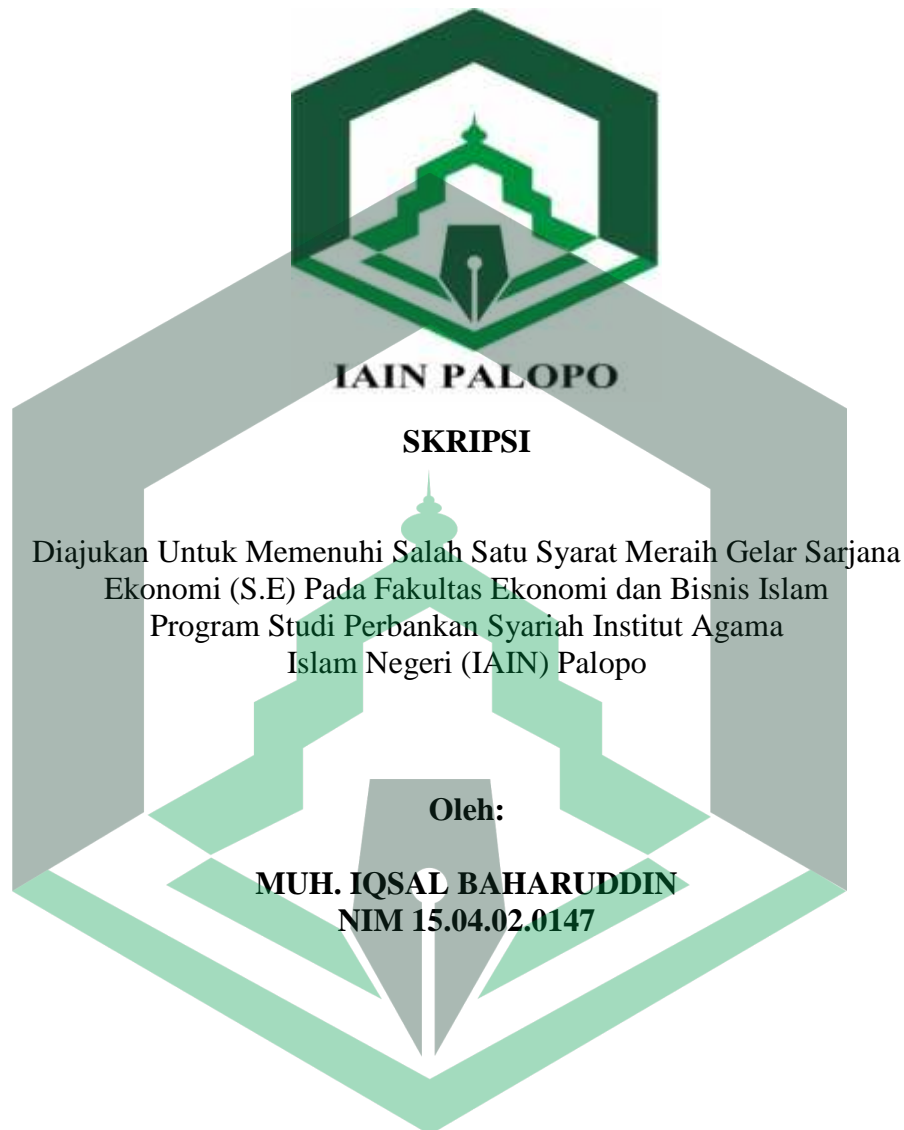 IAIN PALOPO
SKRIPSI
Diajukan Untuk Memenuhi Salah Satu Syarat Meraih Gelar Sarjana
Ekonomi (S.E) Pada Fakultas Ekonomi dan Bisnis Islam
Program Studi Perbankan Syariah Institut Agama
Islam Negeri (IAIN) Palopo
Oleh:
MUH. IQSAL BAHARUDDIN
NIM 15.04.02.0147